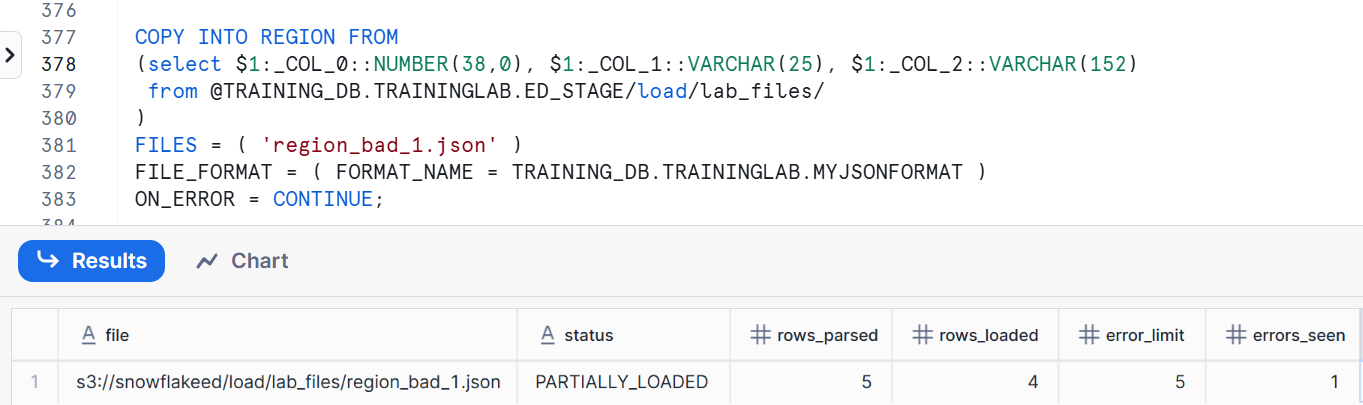 376
377 COPY INTO REGION FROM
378 (select $1:_COL_0::NUMBER(38,0), $1:_COL_1::VARCHAR(25), $1:_COL_2::VARCHAR(152)
379 from @TRAINING_DB.TRAININGLAB.ED_STAGE/load/lab_files/
380 )
381 FILES = ( 'region_bad_1.json' )
382 FILE_FORMAT = ( FORMAT_NAME = TRAINING_DB.TRAININGLAB.MYJSONFORMAT )
383 ON_ERROR = CONTINUE;
384
Results Chart
file status rows_parsed rows_loaded error_limit errors_seen
1 s3://snowflakeed/load/lab_files/region_bad_1.json PARTIALLY_LOADED 5 4 5 1